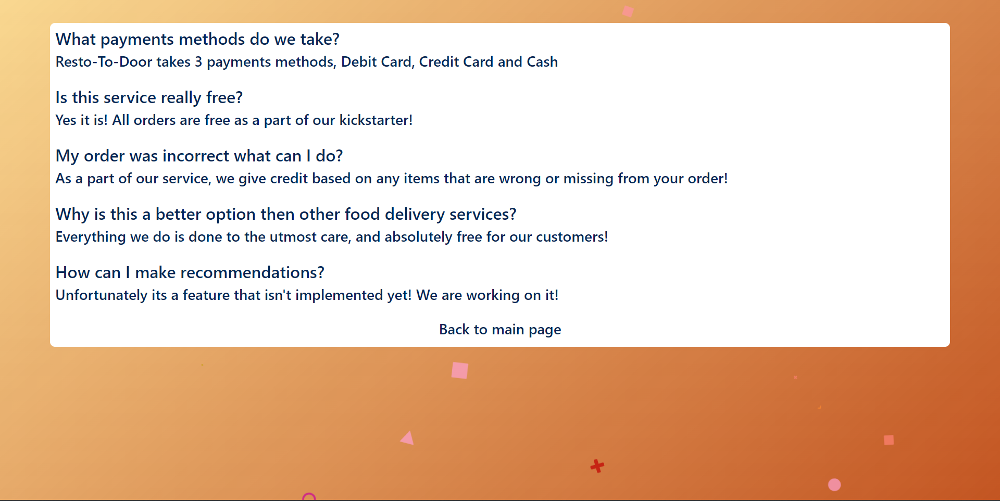 What payments methods do we take?
Resto-To-Door takes 3 payments methods, Debit Card, Credit Card and Cash
Is this service really free?
Yes it is! All orders are free as a part of our kickstarter!
My order was incorrect what can I do?
As a part of our service, we give credit based on any items that are wrong or missing from your order!
Why is this a better option then other food delivery services?
Everything we do is done to the utmost care, and absolutely free for our customers!
How can I make recommendations?
Unfortunately its a feature that isn't implemented yet! We are working on it!
Back to main page